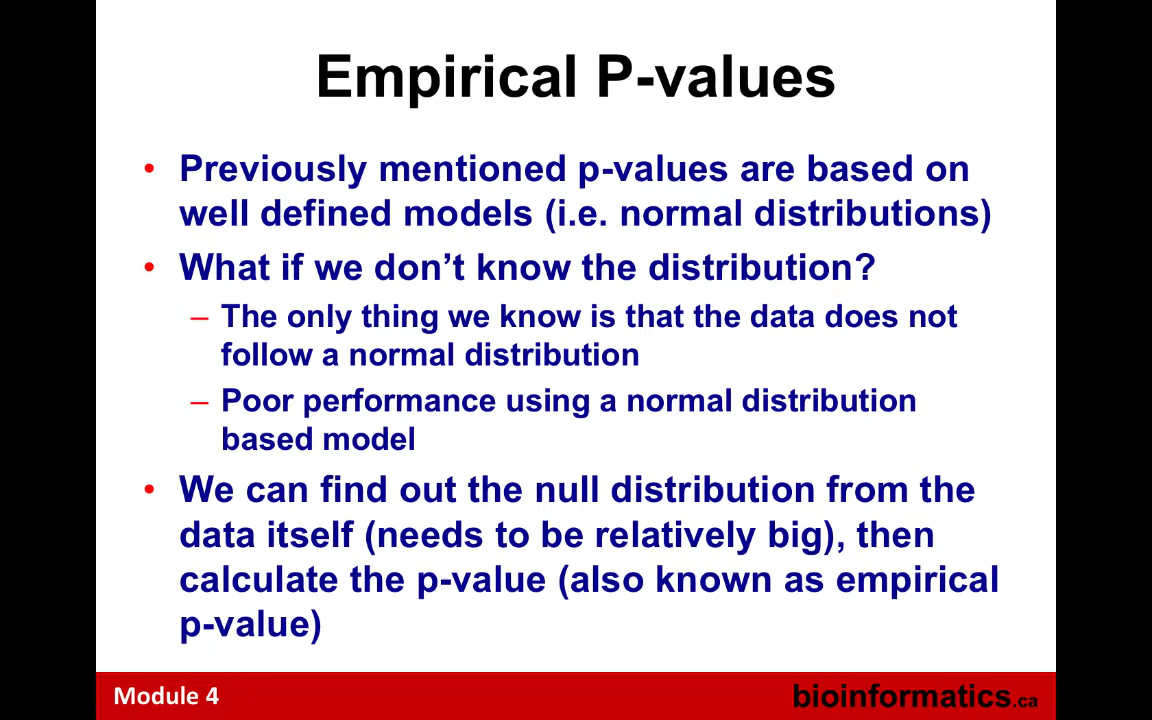 Empirical P-values
• Previously mentioned p-values are based on
well defined models (i.e. normal distributions)
• What if we don’t know the distribution?
– The only thing we know is that the data does not
follow a normal distribution
– Poor performance using a normal distribution
based model
• We can find out the null distribution from the
data itself (needs to be relatively big), then
calculate the p-value (also known as empirical
p-value)
Module 4
bioinformatics.ca